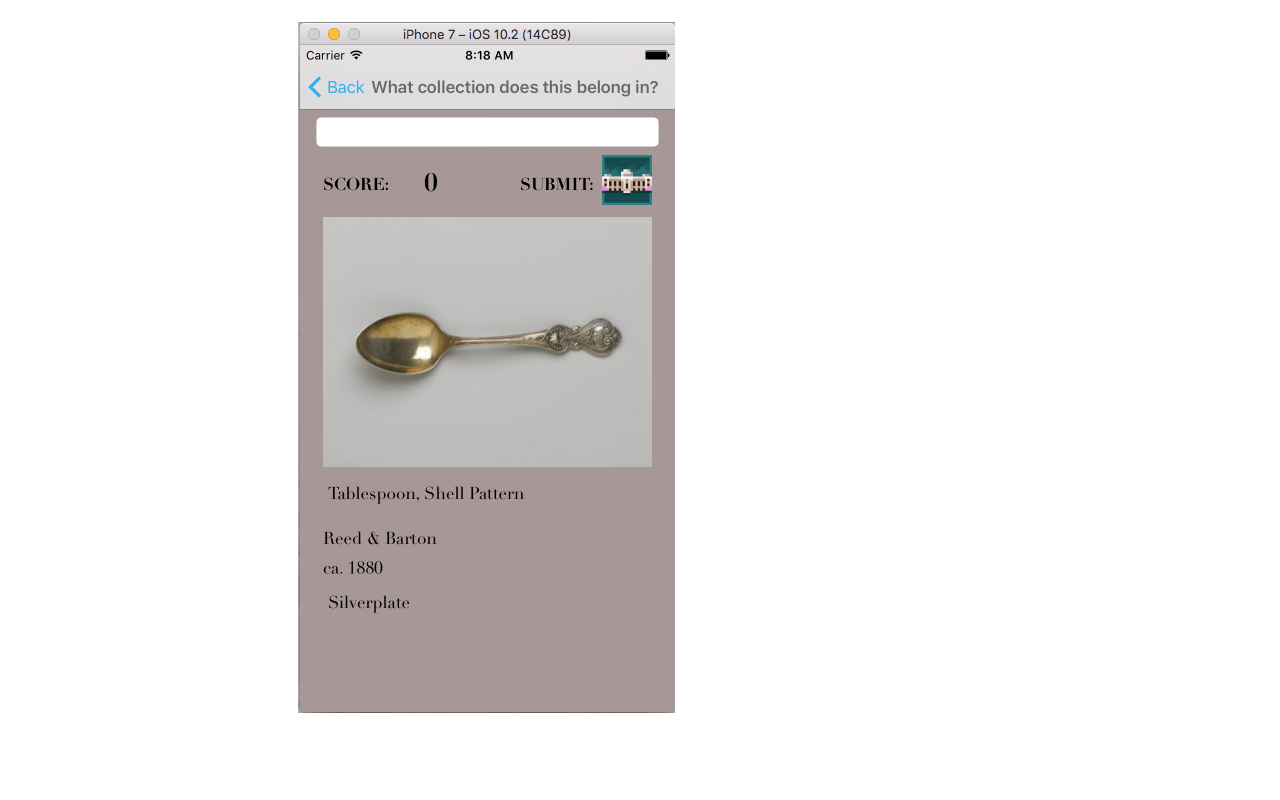 iPhone 7 – iOS 10.2 (14C89)
Carrier 8:18 AM
Back What collection does this belong in?
SCORE: 0 SUBMIT:
Tablespoon, Shell Pattern
Reed & Barton
ca. 1880
Silverplate